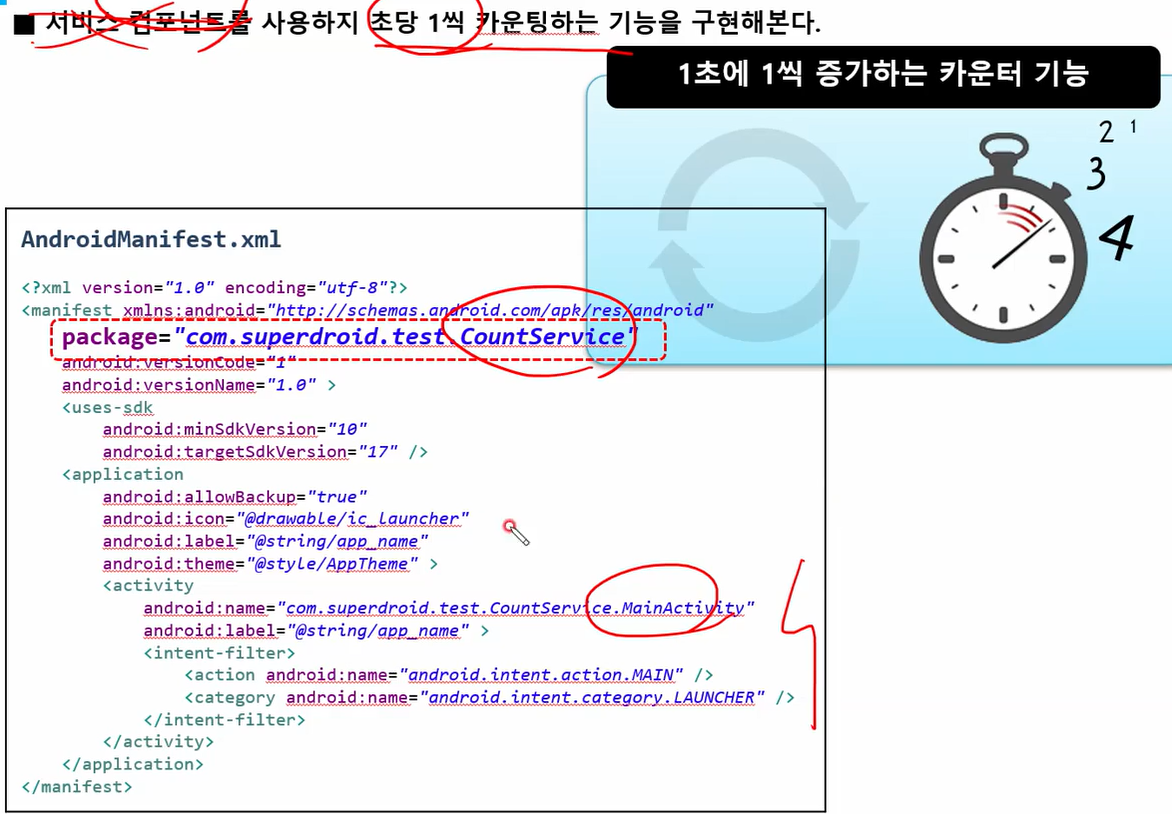 ■ 서비스 컴포넌트를 사용하지 초당 1씩 카운팅하는 기능을 구현해본다.
1초에 1씩 증가하는 카운터 기능
2 1
3
4
AndroidManifest.xml
<?xml version="1.0" encoding="utf-8"?>
<manifest xmlns:android="http://schemas.android.com/apk/res/android"
package="com.superdroid.test.CountService"
android:versionCode="1"
android:versionName="1.0" >
<uses-sdk
android:minSdkVersion="10"
android:targetSdkVersion="17" />
<application
android:allowBackup="true"
android:icon="@drawable/ic_launcher"
android:label="@string/app_name"
android:theme="@style/AppTheme" >
<activity
android:name="com.superdroid.test.CountService.MainActivity"
android:label="@string/app_name" >
<intent-filter>
<action android:name="android.intent.action.MAIN" />
<category android:name="android.intent.category.LAUNCHER" />
</intent-filter>
</activity>
</application>
</manifest>